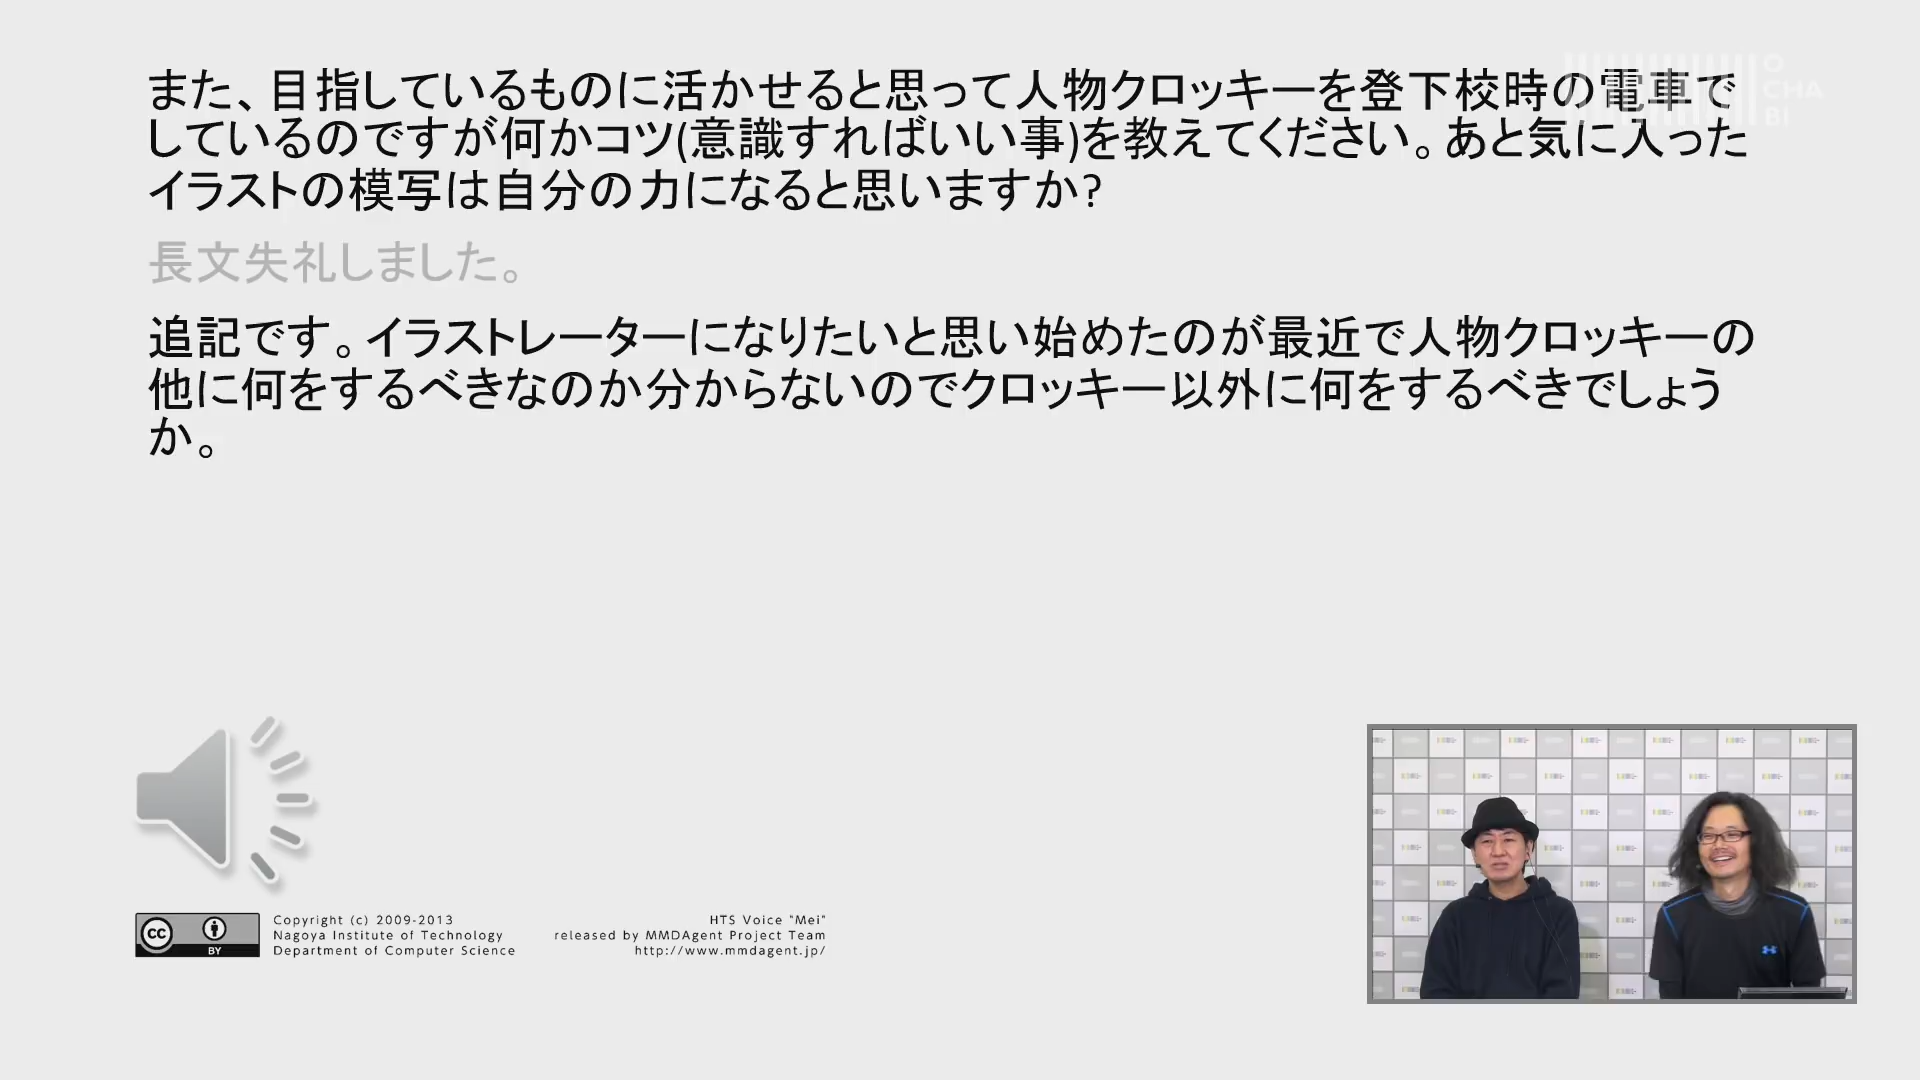 また、目指しているものに活かせると思って人物クロッキーを登下校時の電車で
しているのですが何かコツ(意識すればいい事)を教えてください。あと気に入った
イラストの模写は自分の力になると思いますか?
長文失礼しました。
追記です。イラストレーターになりたいと思い始めたのが最近で人物クロッキーの
他に何をするべきなのか分からないのでクロッキー以外に何をするべきでしょう
か。
O
CHA
BI
cc
BY
Copyright (c) 2009-2013
Nagoya Institute of Technology
Department of Computer Science
HTS Voice "Mei"
released by MMDAgent Project Team
http://www.mmdagent.jp/